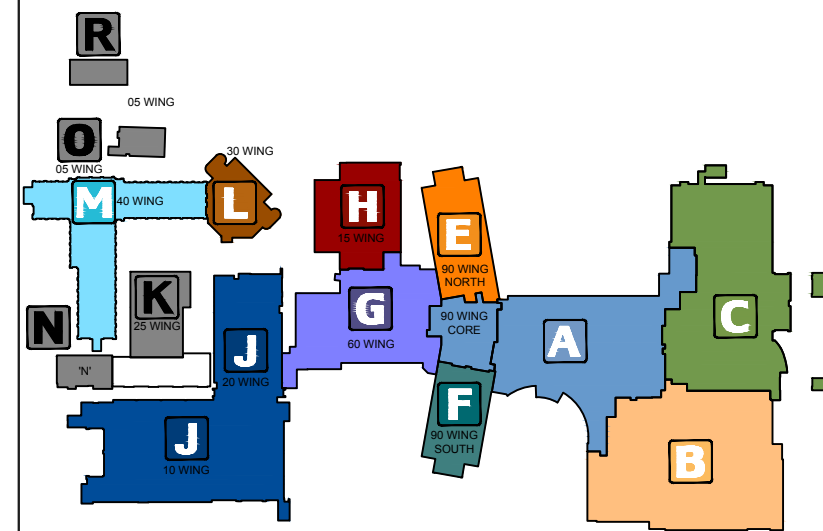 R
05 WING
O
05 WING
30 WING
M
40 WING
L
H
15 WING
E
90 WING
NORTH
K
25 WING
N
'N'
J
20 WING
G
60 WING
90 WING
CORE
A
C
F
90 WING
SOUTH
J
10 WING
B